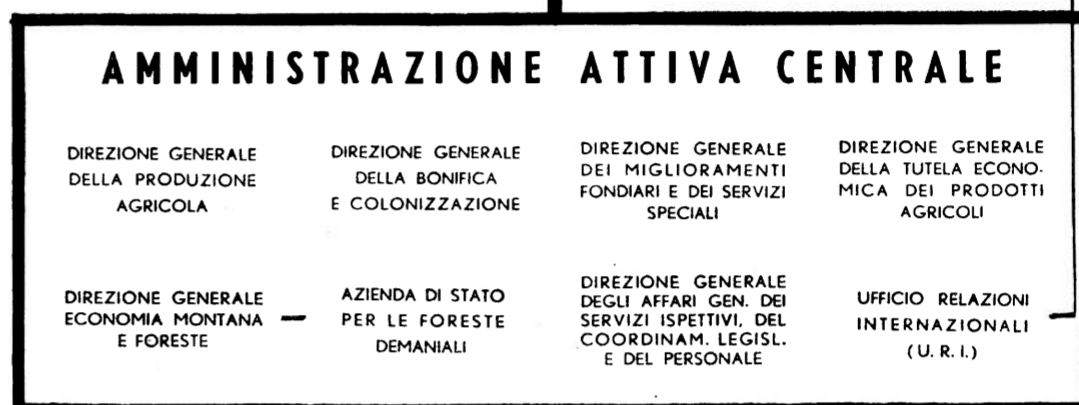 AMMINISTRAZIONE ATTIVA CENTRALE
DIREZIONE GENERALE
DELLA PRODUZIONE
AGRICOLA
DIREZIONE GENERALE
DELLA BONIFICA
E COLONIZZAZIONE
DIREZIONE GENERALE
DEI MIGLIORAMENTI
FONDIARI E DEI SERVIZI
SPECIALI
DIREZIONE GENERALE
DELLA TUTELA ECONO-
MICA DEI PRODOTTI
AGRICOLI
DIREZIONE GENERALE
ECONOMIA MONTANA
E FORESTE
AZIENDA DI STATO
PER LE FORESTE
DEMANIALI
DIREZIONE GENERALE
DEGLI AFFARI GEN. DEI
SERVIZI ISPETTIVI, DEL
COORDINAM. LEGISL.
E DEL PERSONALE
UFFICIO RELAZIONI
INTERNAZIONALI
(U. R. I.)